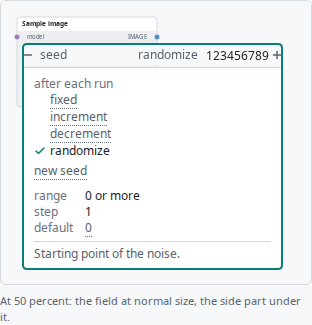 Sample image
model IMAGE
− seed randomize 123456789 +
after each run
fixed
increment
decrement
✓ randomize
new seed
range 0 or more
step 1
default 0
Starting point of the noise.
At 50 percent: the field at normal size, the side part under
it.